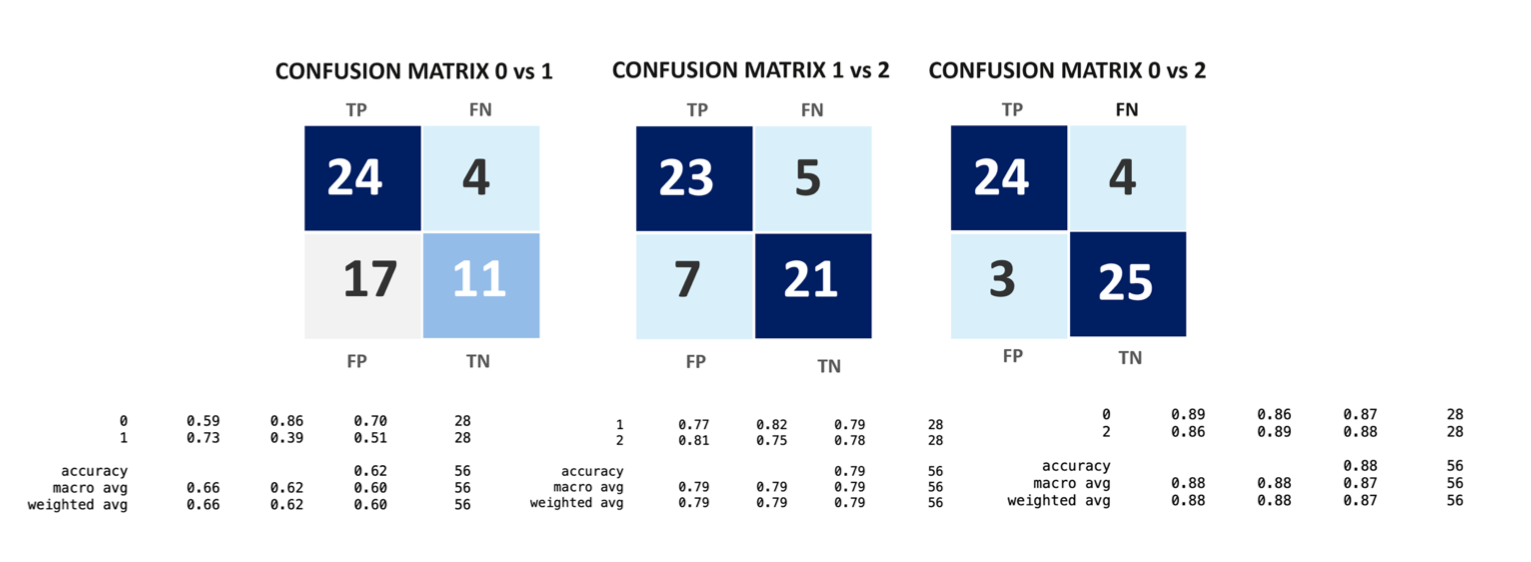 CONFUSION MATRIX 0 vs 1
TP FN
24 4
17 11
FP TN
0 0.59 0.86 0.70 28
1 0.73 0.39 0.51 28
accuracy 0.62 56
macro avg 0.66 0.62 0.60 56
weighted avg 0.66 0.62 0.60 56
CONFUSION MATRIX 1 vs 2
TP FN
23 5
7 21
FP TN
1 0.77 0.82 0.79 28
2 0.81 0.75 0.78 28
accuracy 0.79 56
macro avg 0.79 0.79 0.79 56
weighted avg 0.79 0.79 0.79 56
CONFUSION MATRIX 0 vs 2
TP FN
24 4
3 25
FP TN
0 0.89 0.86 0.87 28
2 0.86 0.89 0.88 28
accuracy 0.88 56
macro avg 0.88 0.88 0.87 56
weighted avg 0.88 0.88 0.87 56